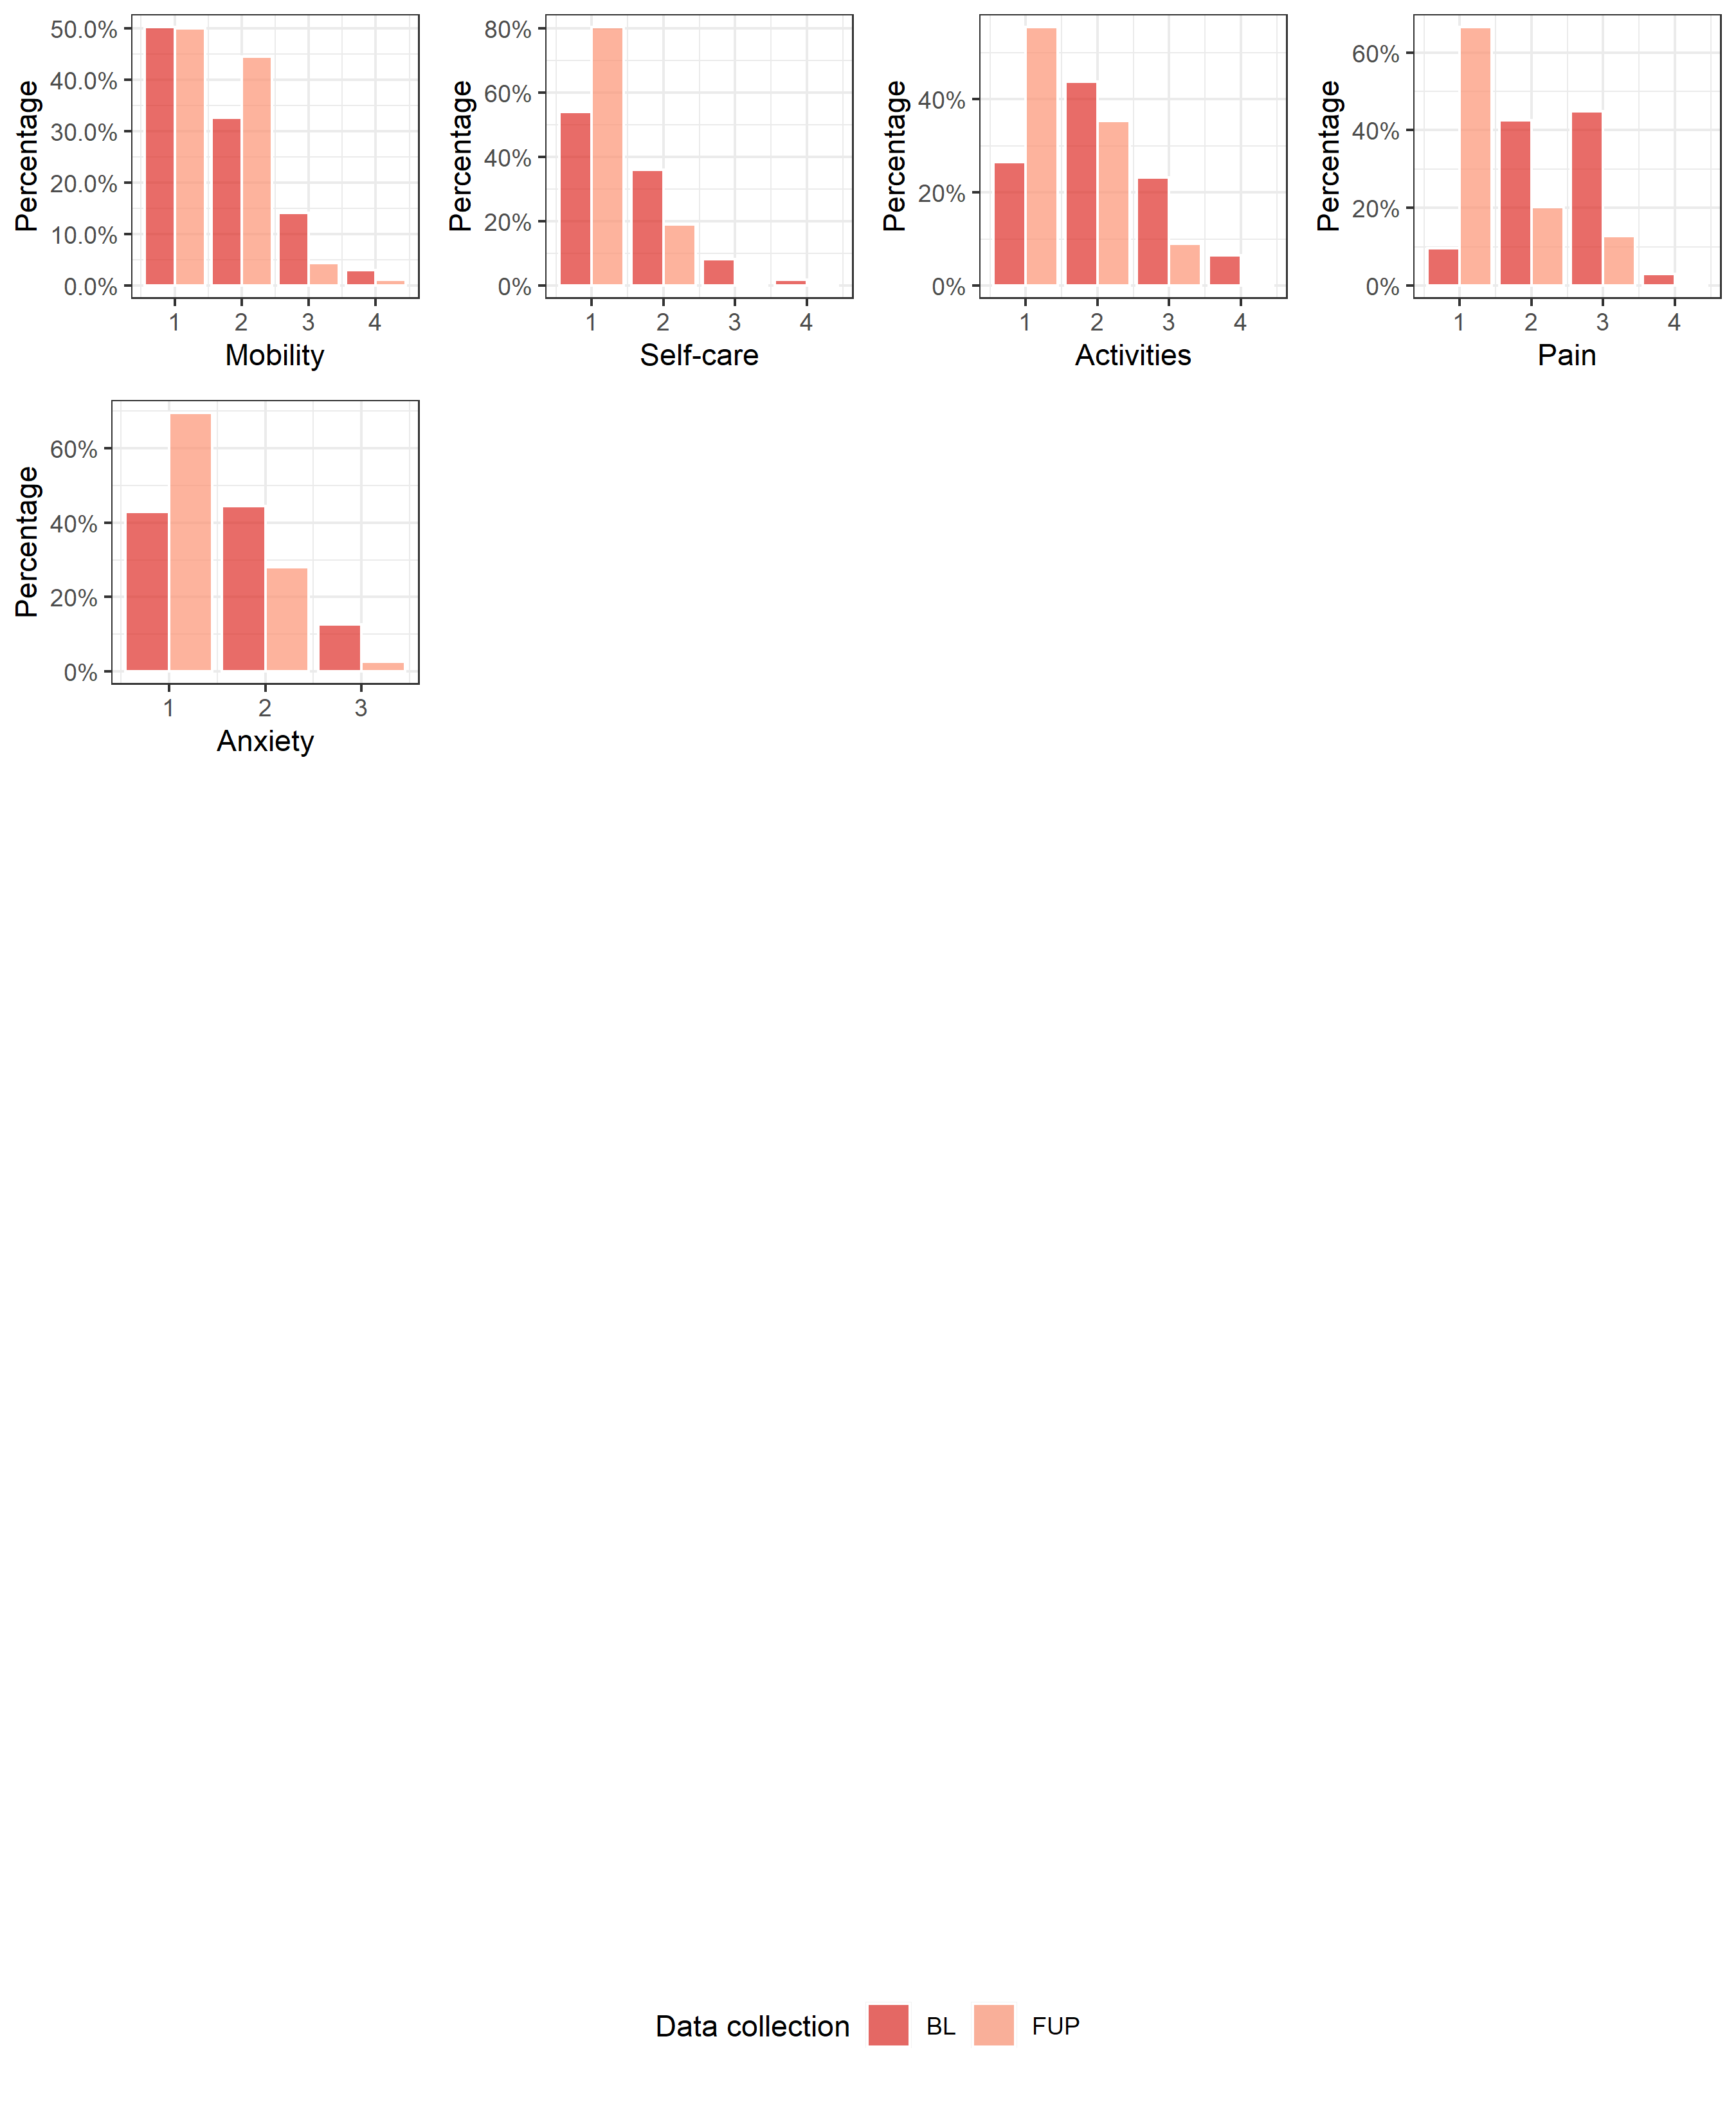 Percentage
50.0%
40.0%
30.0%
20.0%
10.0%
0.0%
1 2 3 4
Mobility
Percentage
80%
60%
40%
20%
0%
1 2 3 4
Self-care
Percentage
40%
20%
0%
1 2 3 4
Activities
Percentage
60%
40%
20%
0%
1 2 3 4
Pain
Percentage
60%
40%
20%
0%
1 2 3
Anxiety
Data collection BL FUP